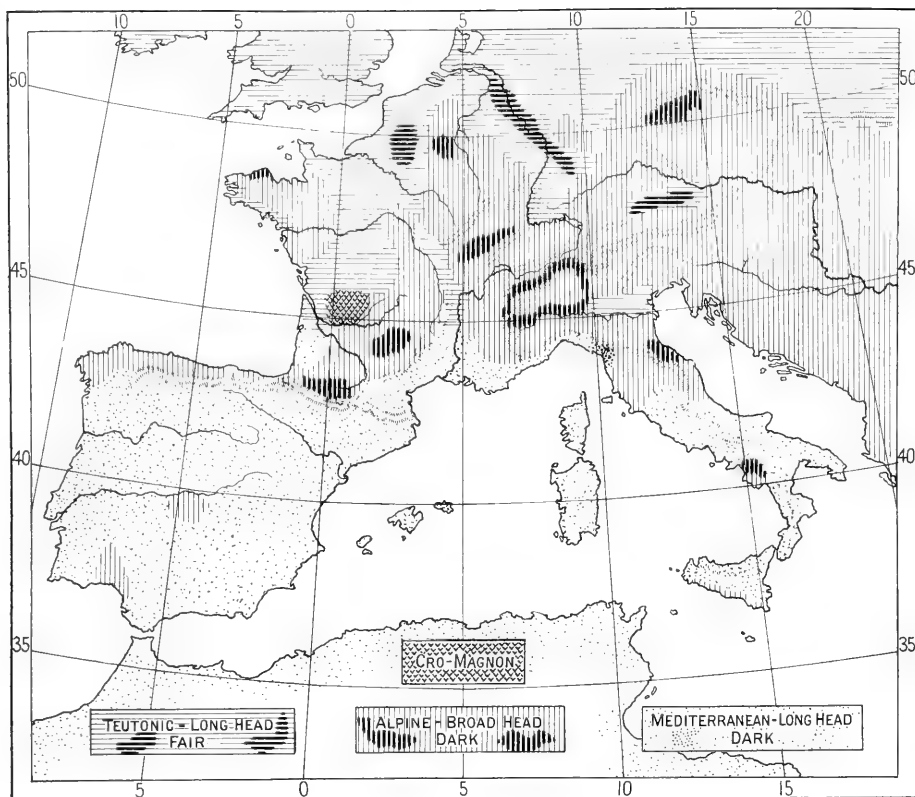 10 5 0 5 10 15 20
50 50
45 45
40 40
35 35
CRO-MAGNON
TEUTONIC-LONG HEAD
FAIR
ALPINE-BROAD HEAD
DARK
MEDITERRANEAN-LONG HEAD
DARK
5 0 5 10 15